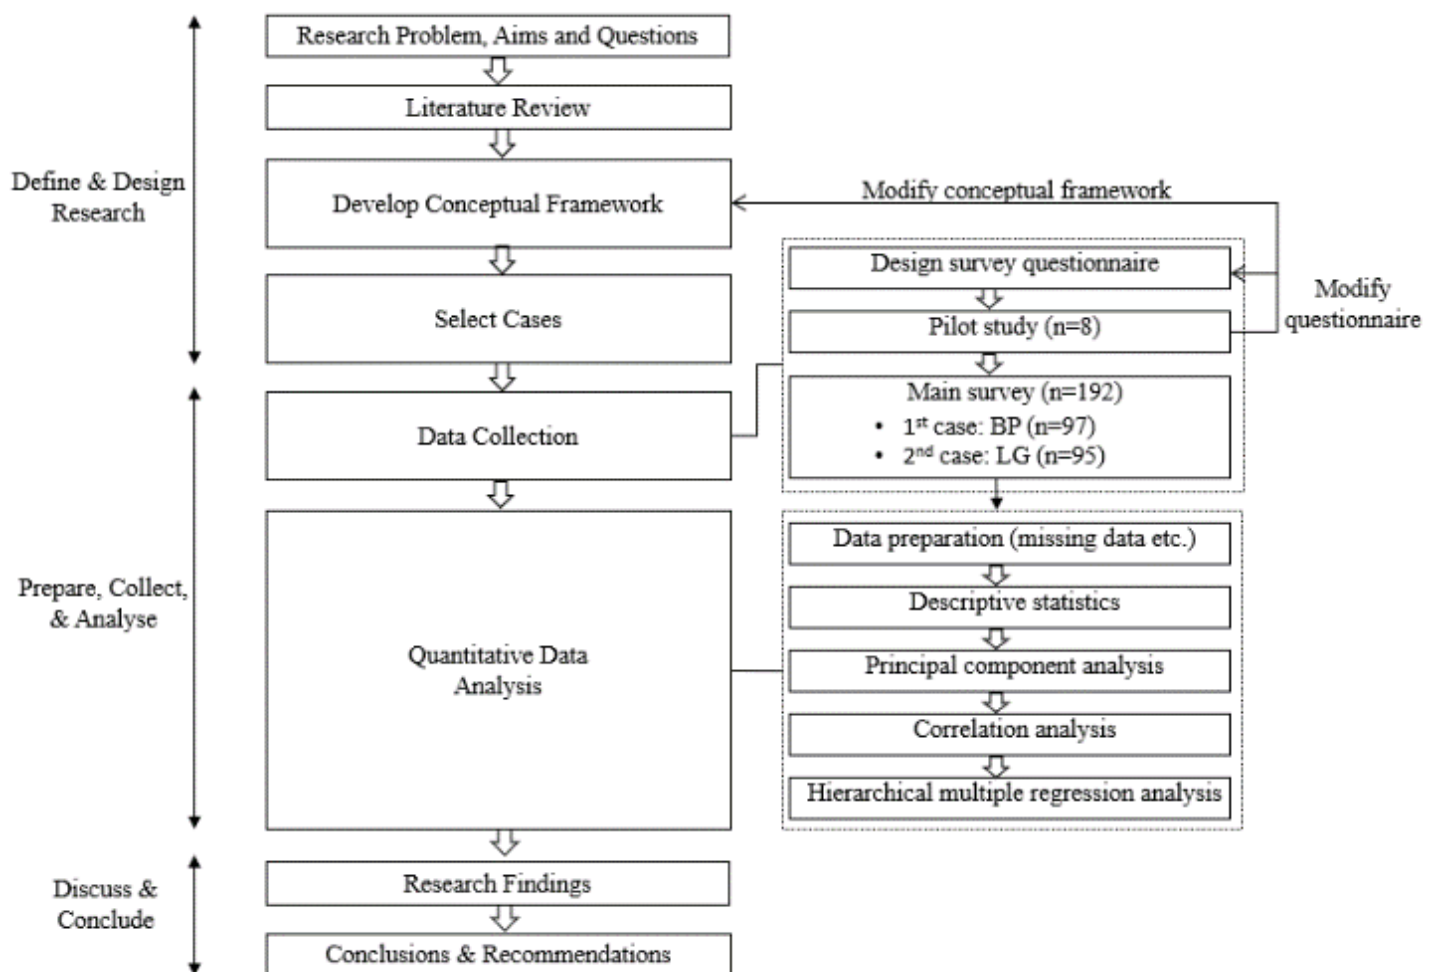 Research Problem, Aims and Questions
Literature Review
Define & Design
Research
Develop Conceptual Framework
Modify conceptual framework
Select Cases
Design survey questionnaire
Modify
questionnaire
Pilot study (n=8)
Main survey (n=192)
• 1st case: BP (n=97)
• 2nd case: LG (n=95)
Data Collection
Prepare, Collect,
& Analyse
Quantitative Data
Analysis
Data preparation (missing data etc.)
Descriptive statistics
Principal component analysis
Correlation analysis
Hierarchical multiple regression analysis
Discuss &
Conclude
Research Findings
Conclusions & Recommendations